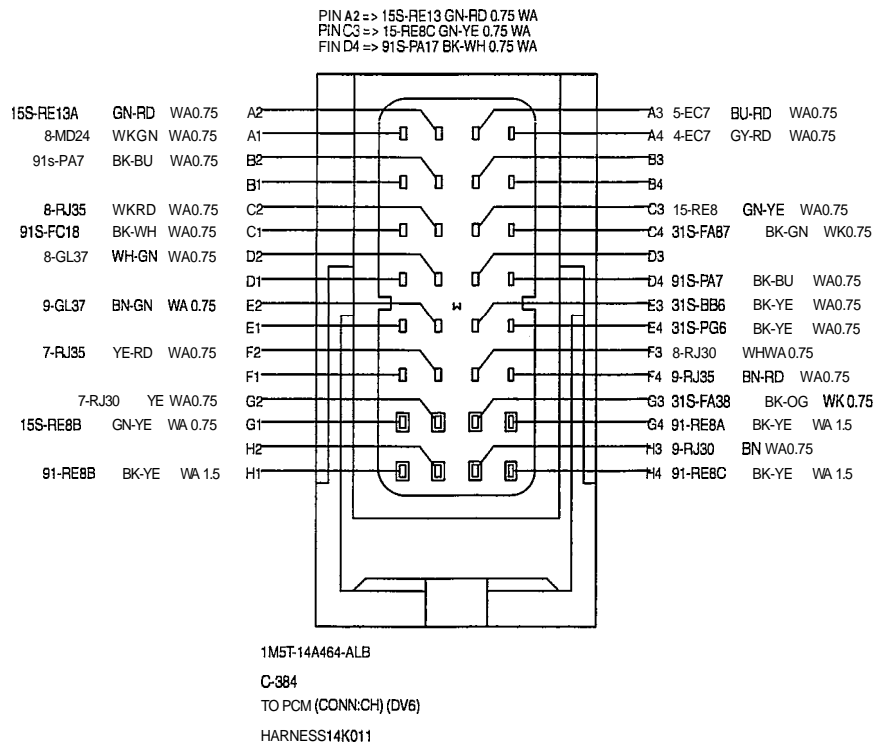 PIN A2 => 15S-RE13 GN-RD 0.75 WA
PIN C3 => 15-RE8C GN-YE 0.75 WA
FIN D4 => 91S-PA17 BK-WH 0.75 WA
15S-RE13A GN-RD WA0.75 A2
A3 5-EC7 BU-RD WA0.75
8-MD24 WKGN WA0.75 A1
A4 4-EC7 GY-RD WA0.75
91s-PA7 BK-BU WA0.75 B2
B3
B1
B4
8-RJ35 WKRD WA0.75 C2
C3 15-RE8 GN-YE WA0.75
91S-FC18 BK-WH WA0.75 C1
C4 31S-FA87 BK-GN WK0.75
8-GL37 WH-GN WA0.75 D2
D3
D1
D4 91S-PA7 BK-BU WA0.75
9-GL37 BN-GN WA 0.75 E2
E3 31S-BB6 BK-YE WA0.75
E1
E4 31S-PG6 BK-YE WA0.75
7-RJ35 YE-RD WA0.75 F2
F3 8-RJ30 WHWA 0.75
F1
F4 9-RJ35 BN-RD WA0.75
7-RJ30 YE WA0.75 G2
G3 31S-FA38 BK-OG WK 0.75
15S-RE8B GN-YE WA 0.75 G1
G4 91-RE8A BK-YE WA 1.5
H2
H3 9-RJ30 BN WA0.75
91-RE8B BK-YE WA 1.5 H1
H4 91-RE8C BK-YE WA 1.5
1M5T-14A464-ALB
C-384
TO PCM (CONN:CH) (DV6)
HARNESS14K011